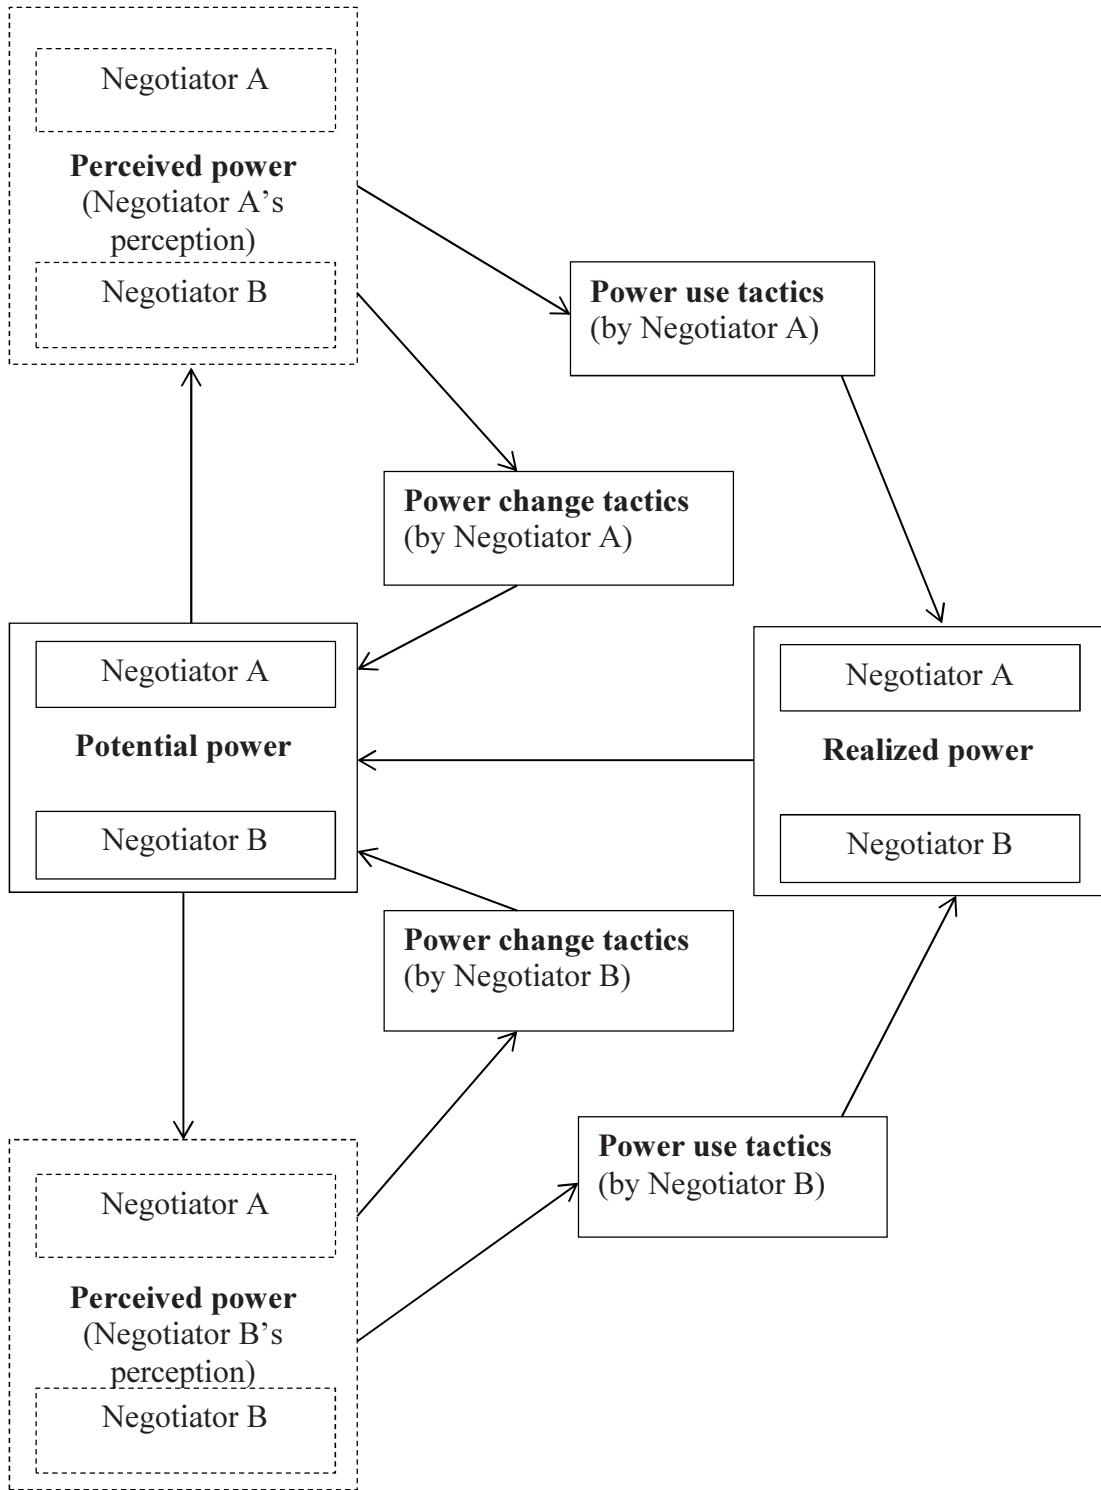 Negotiator A
Perceived power
(Negotiator A’s
perception)
Negotiator B
Power use tactics
(by Negotiator A)
Power change tactics
(by Negotiator A)
Negotiator A
Potential power
Negotiator B
Negotiator A
Realized power
Negotiator B
Power change tactics
(by Negotiator B)
Power use tactics
(by Negotiator B)
Negotiator A
Perceived power
(Negotiator B’s
perception)
Negotiator B